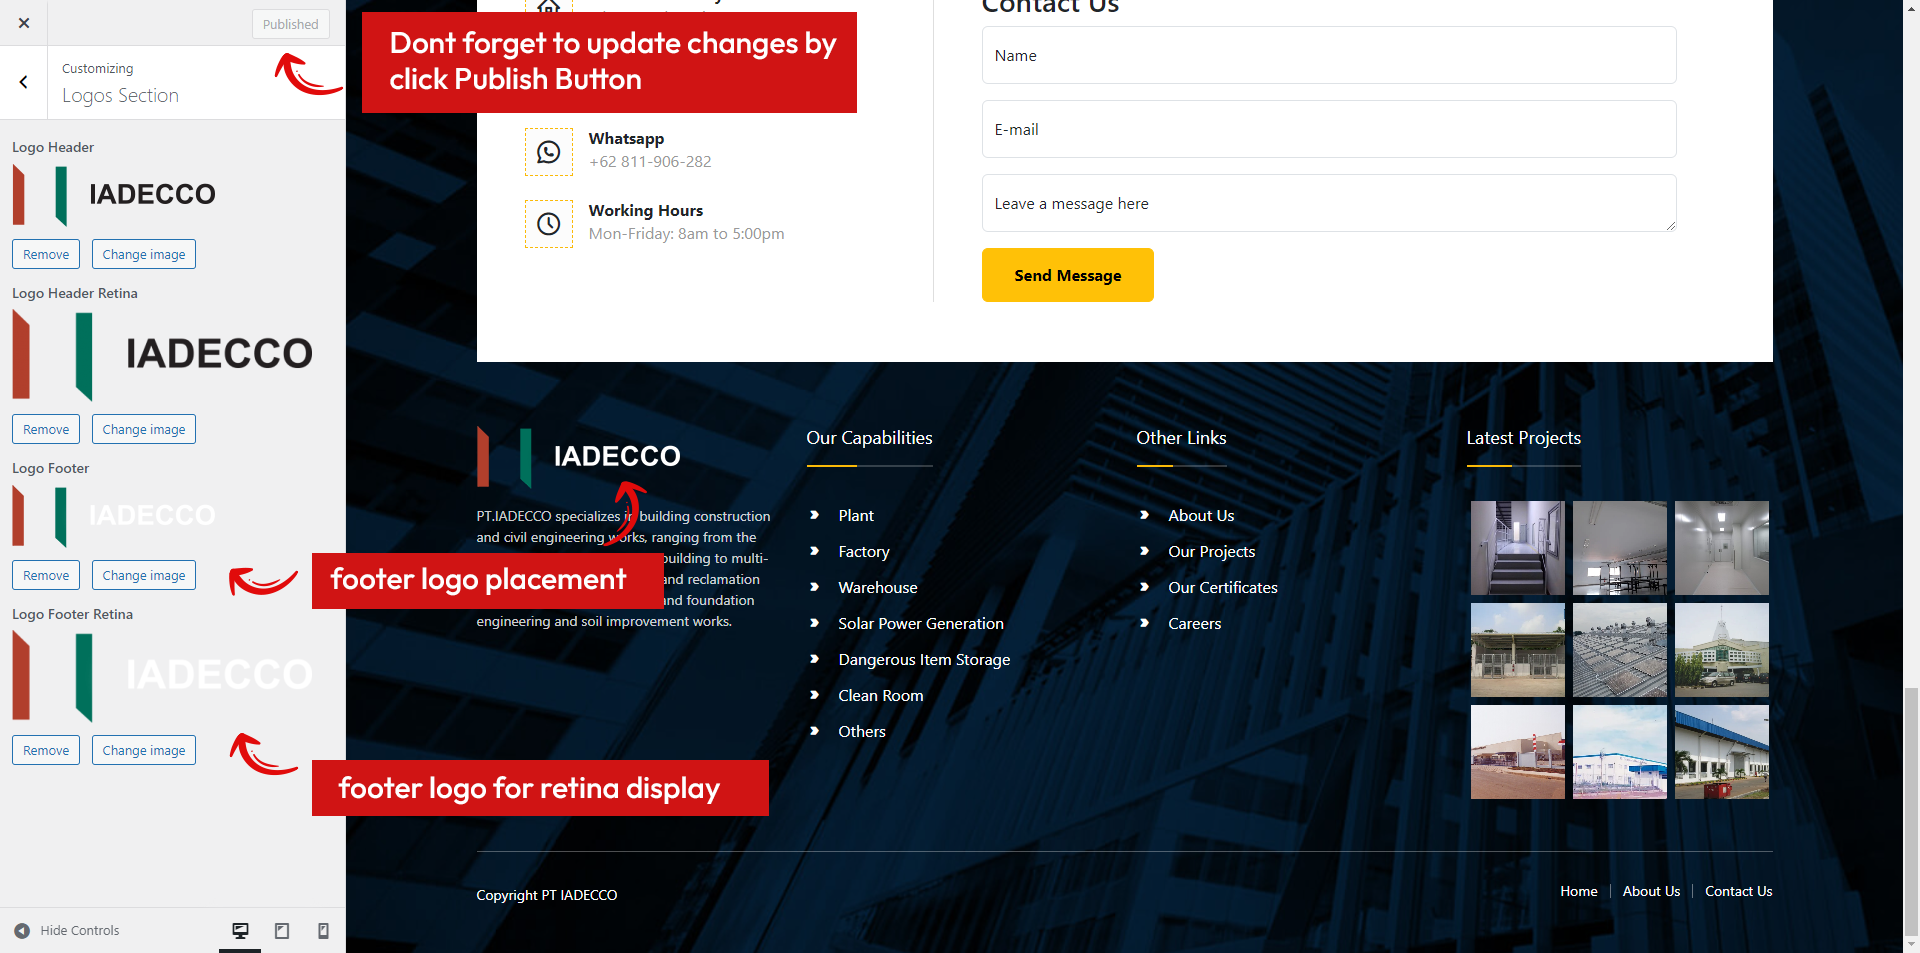 Published
Customizing
Logos Section
Logo Header
IADECCO
Remove
Change image
Logo Header Retina
IADECCO
Remove
Change image
Logo Footer
IADECCO
Remove
Change image
Logo Footer Retina
IADECCO
Remove
Change image
Hide Controls
Dont forget to update changes by
click Publish Button
footer logo placement
footer logo for retina display
Whatsapp
+62 811-906-282
Working Hours
Mon-Friday: 8am to 5:00pm
Contact Us
Name
E-mail
Leave a message here
Send Message
IADECCO
PT.IADECCO specializes in building construction
and civil engineering works, ranging from the
building to multi-
and reclamation
and foundation
engineering and soil improvement works.
Our Capabilities
Plant
Factory
Warehouse
Solar Power Generation
Dangerous Item Storage
Clean Room
Others
Other Links
About Us
Our Projects
Our Certificates
Careers
Latest Projects
Copyright PT IADECCO
Home
About Us
Contact Us